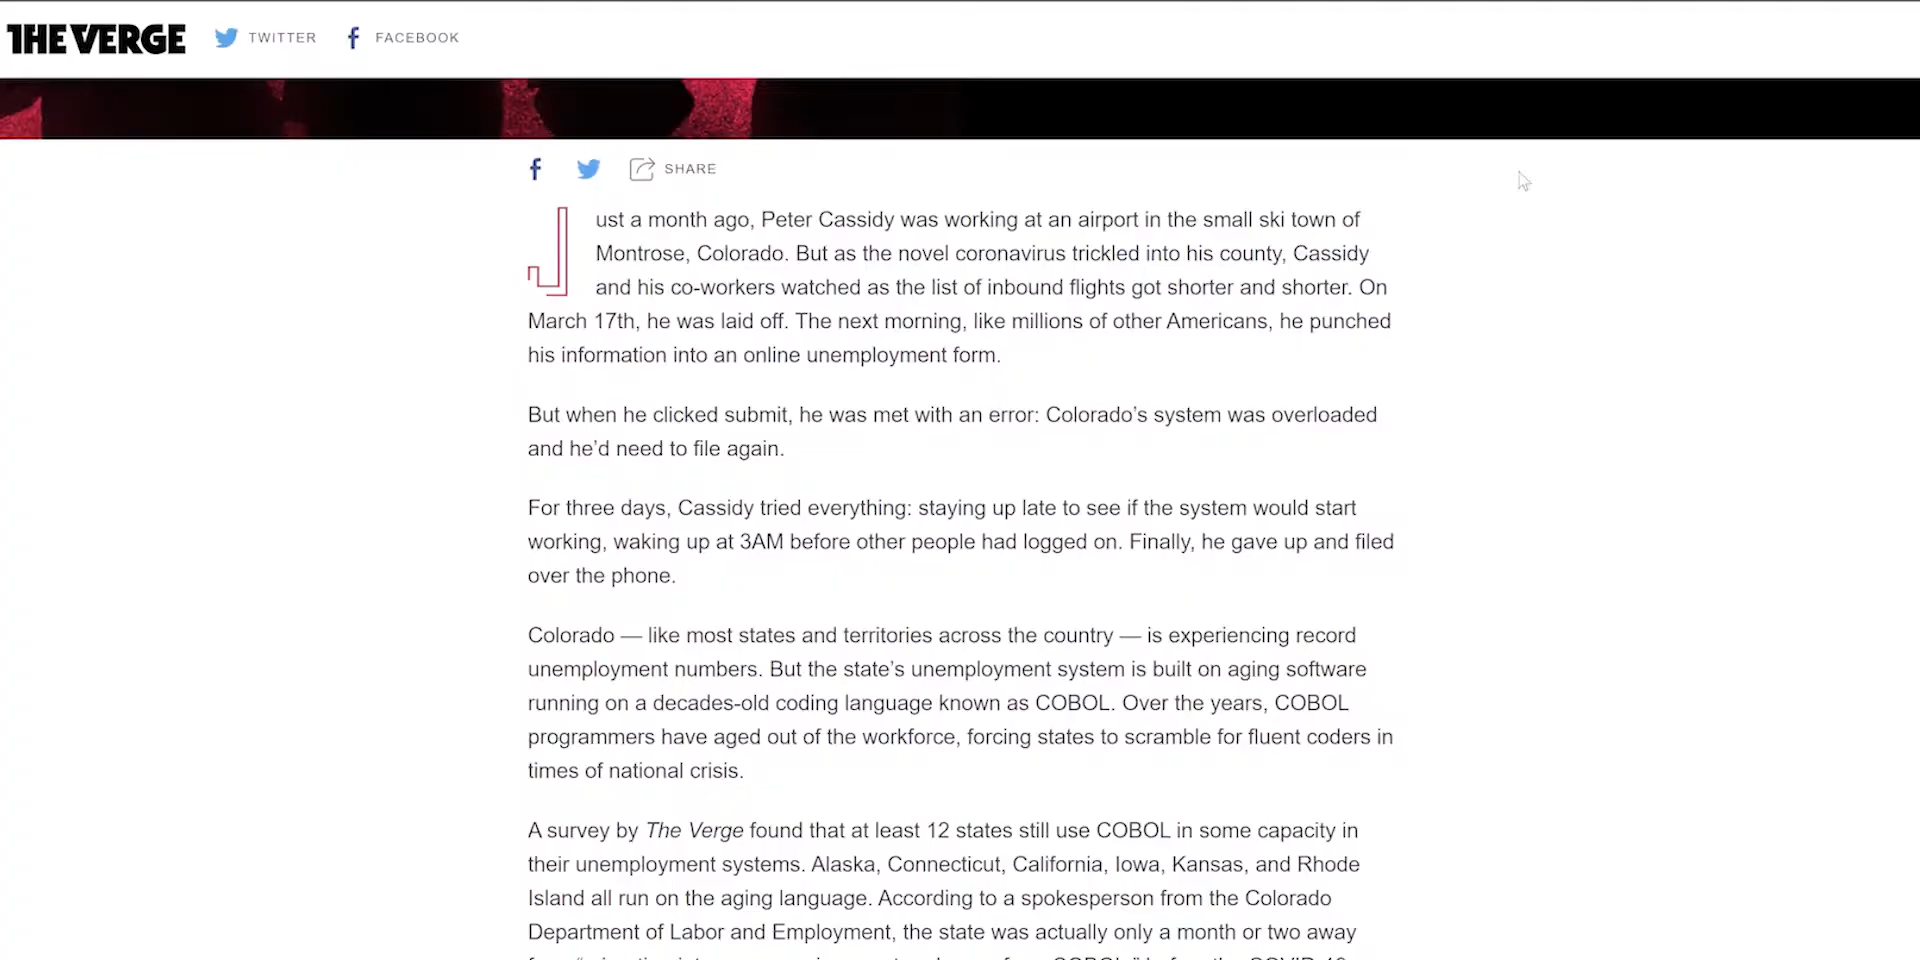 THE VERGE TWITTER FACEBOOK
SHARE
Just a month ago, Peter Cassidy was working at an airport in the small ski town of
Montrose, Colorado. But as the novel coronavirus trickled into his county, Cassidy
and his co-workers watched as the list of inbound flights got shorter and shorter. On
March 17th, he was laid off. The next morning, like millions of other Americans, he punched
his information into an online unemployment form.
But when he clicked submit, he was met with an error: Colorado’s system was overloaded
and he’d need to file again.
For three days, Cassidy tried everything: staying up late to see if the system would start
working, waking up at 3AM before other people had logged on. Finally, he gave up and filed
over the phone.
Colorado — like most states and territories across the country — is experiencing record
unemployment numbers. But the state’s unemployment system is built on aging software
running on a decades-old coding language known as COBOL. Over the years, COBOL
programmers have aged out of the workforce, forcing states to scramble for fluent coders in
times of national crisis.
A survey by The Verge found that at least 12 states still use COBOL in some capacity in
their unemployment systems. Alaska, Connecticut, California, Iowa, Kansas, and Rhode
Island all run on the aging language. According to a spokesperson from the Colorado
Department of Labor and Employment, the state was actually only a month or two away